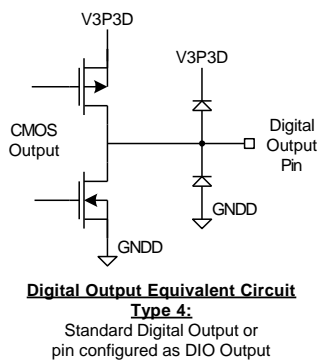 V3P3D
V3P3D
CMOS
Output
Digital
Output
Pin
GNDD
GNDD
Digital Output Equivalent Circuit
Type 4:
Standard Digital Output or
pin configured as DIO Output